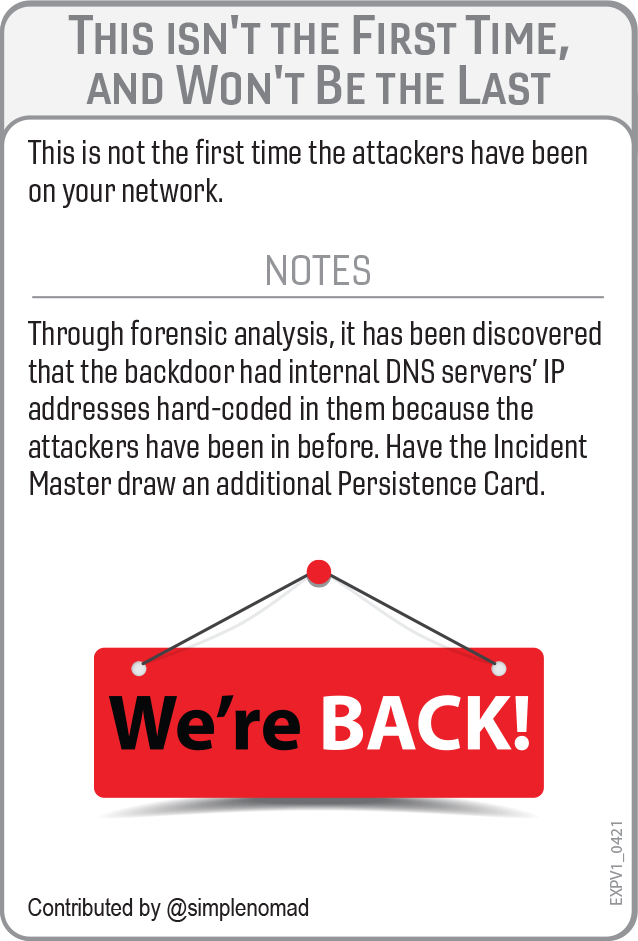 THIS ISN'T THE FIRST TIME,
AND WON'T BE THE LAST
This is not the first time the attackers have been
on your network.
NOTES
Through forensic analysis, it has been discovered
that the backdoor had internal DNS servers’ IP
addresses hard-coded in them because the
attackers have been in before. Have the Incident
Master draw an additional Persistence Card.
We’re BACK!
EXPV1_0421
Contributed by @simplenomad